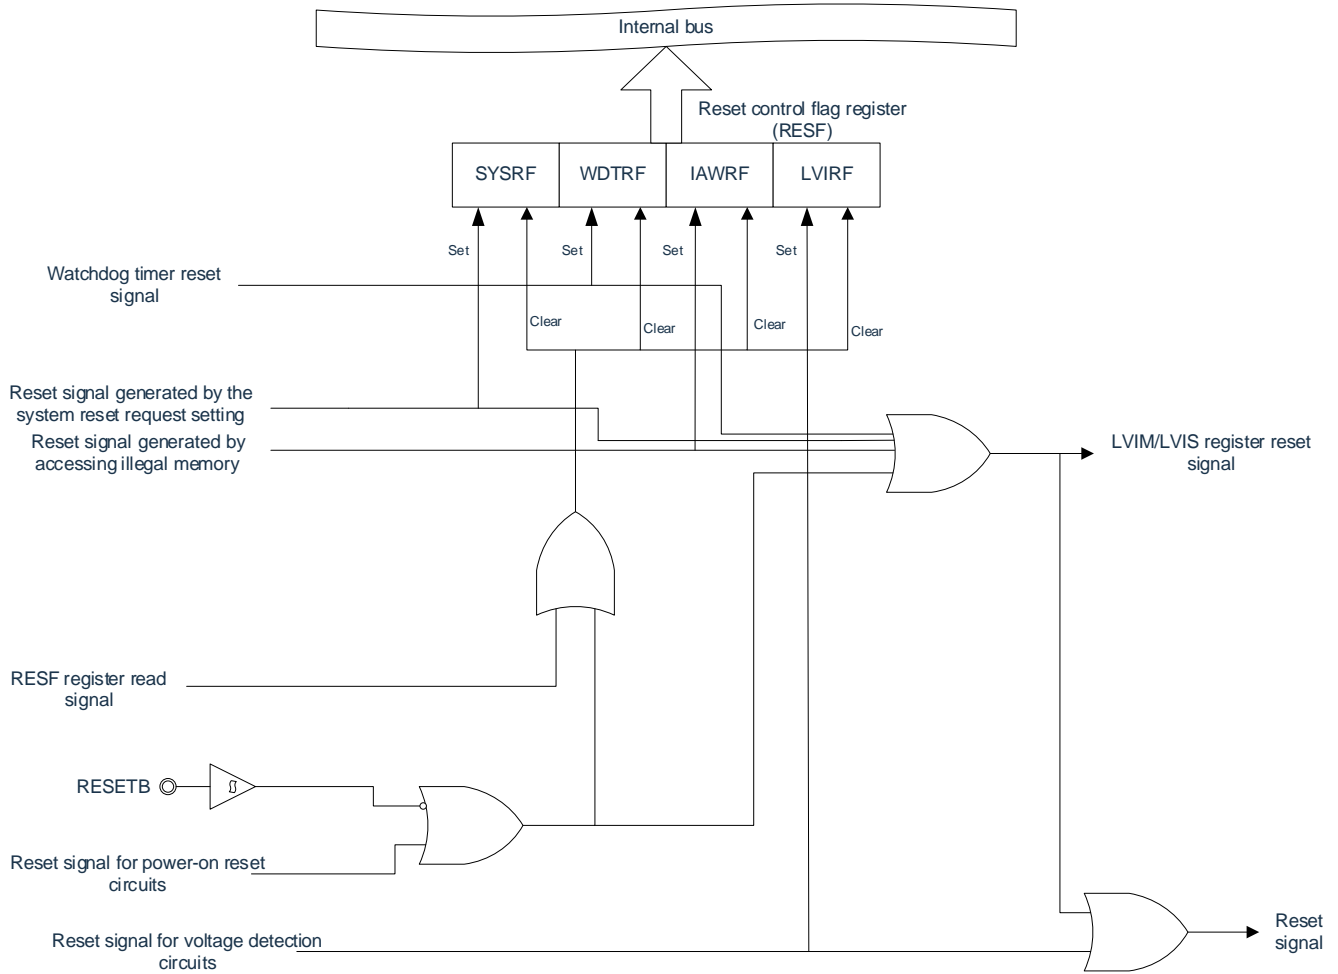 Internal bus
Reset control flag register
(RESF)
SYSRF
WDTRF
IAWRF
LVIRF
Set
Set
Set
Set
Watchdog timer reset
signal
Clear
Clear
Clear
Clear
Reset signal generated by the
system reset request setting
Reset signal generated by
accessing illegal memory
LVIM/LVIS register reset
signal
RESF register read
signal
RESETB
Reset signal for power-on reset
circuits
Reset signal for voltage detection
circuits
Reset
signal